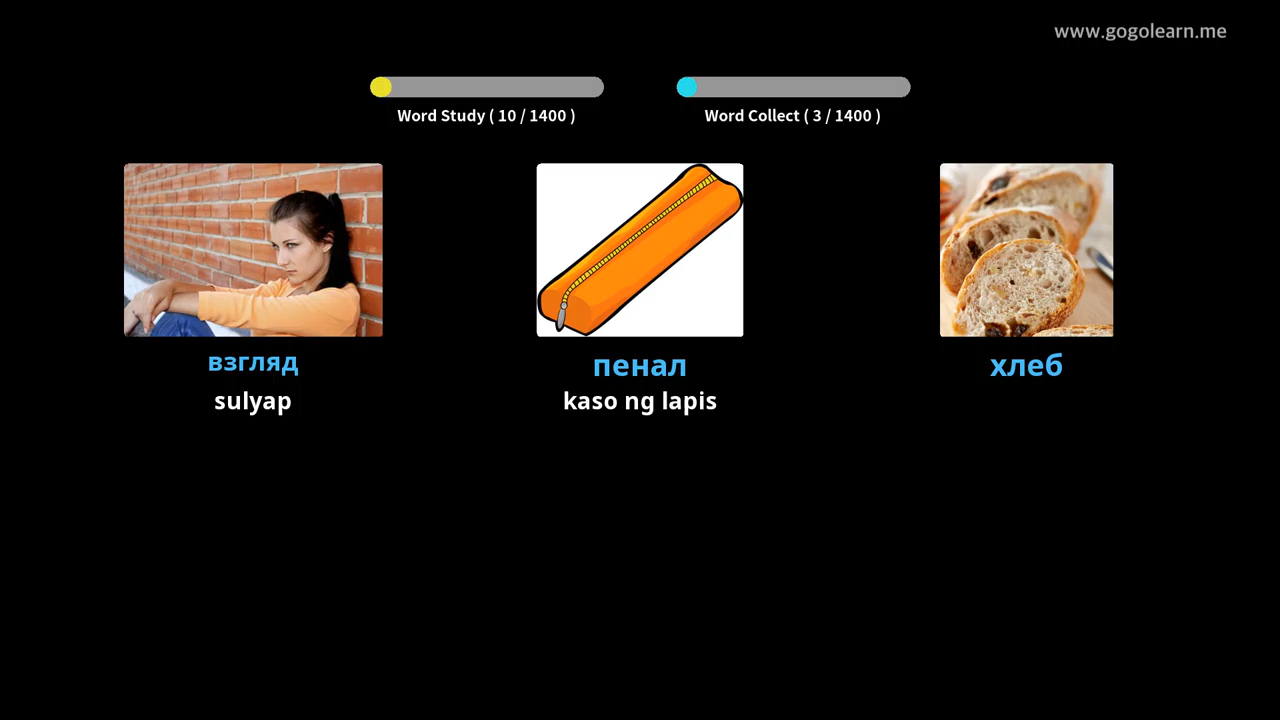 www.gogolearn.me
Word Study ( 10 / 1400 )
Word Collect ( 3 / 1400 )
взгляд
sulyap
пенал
kaso ng lapis
хлеб